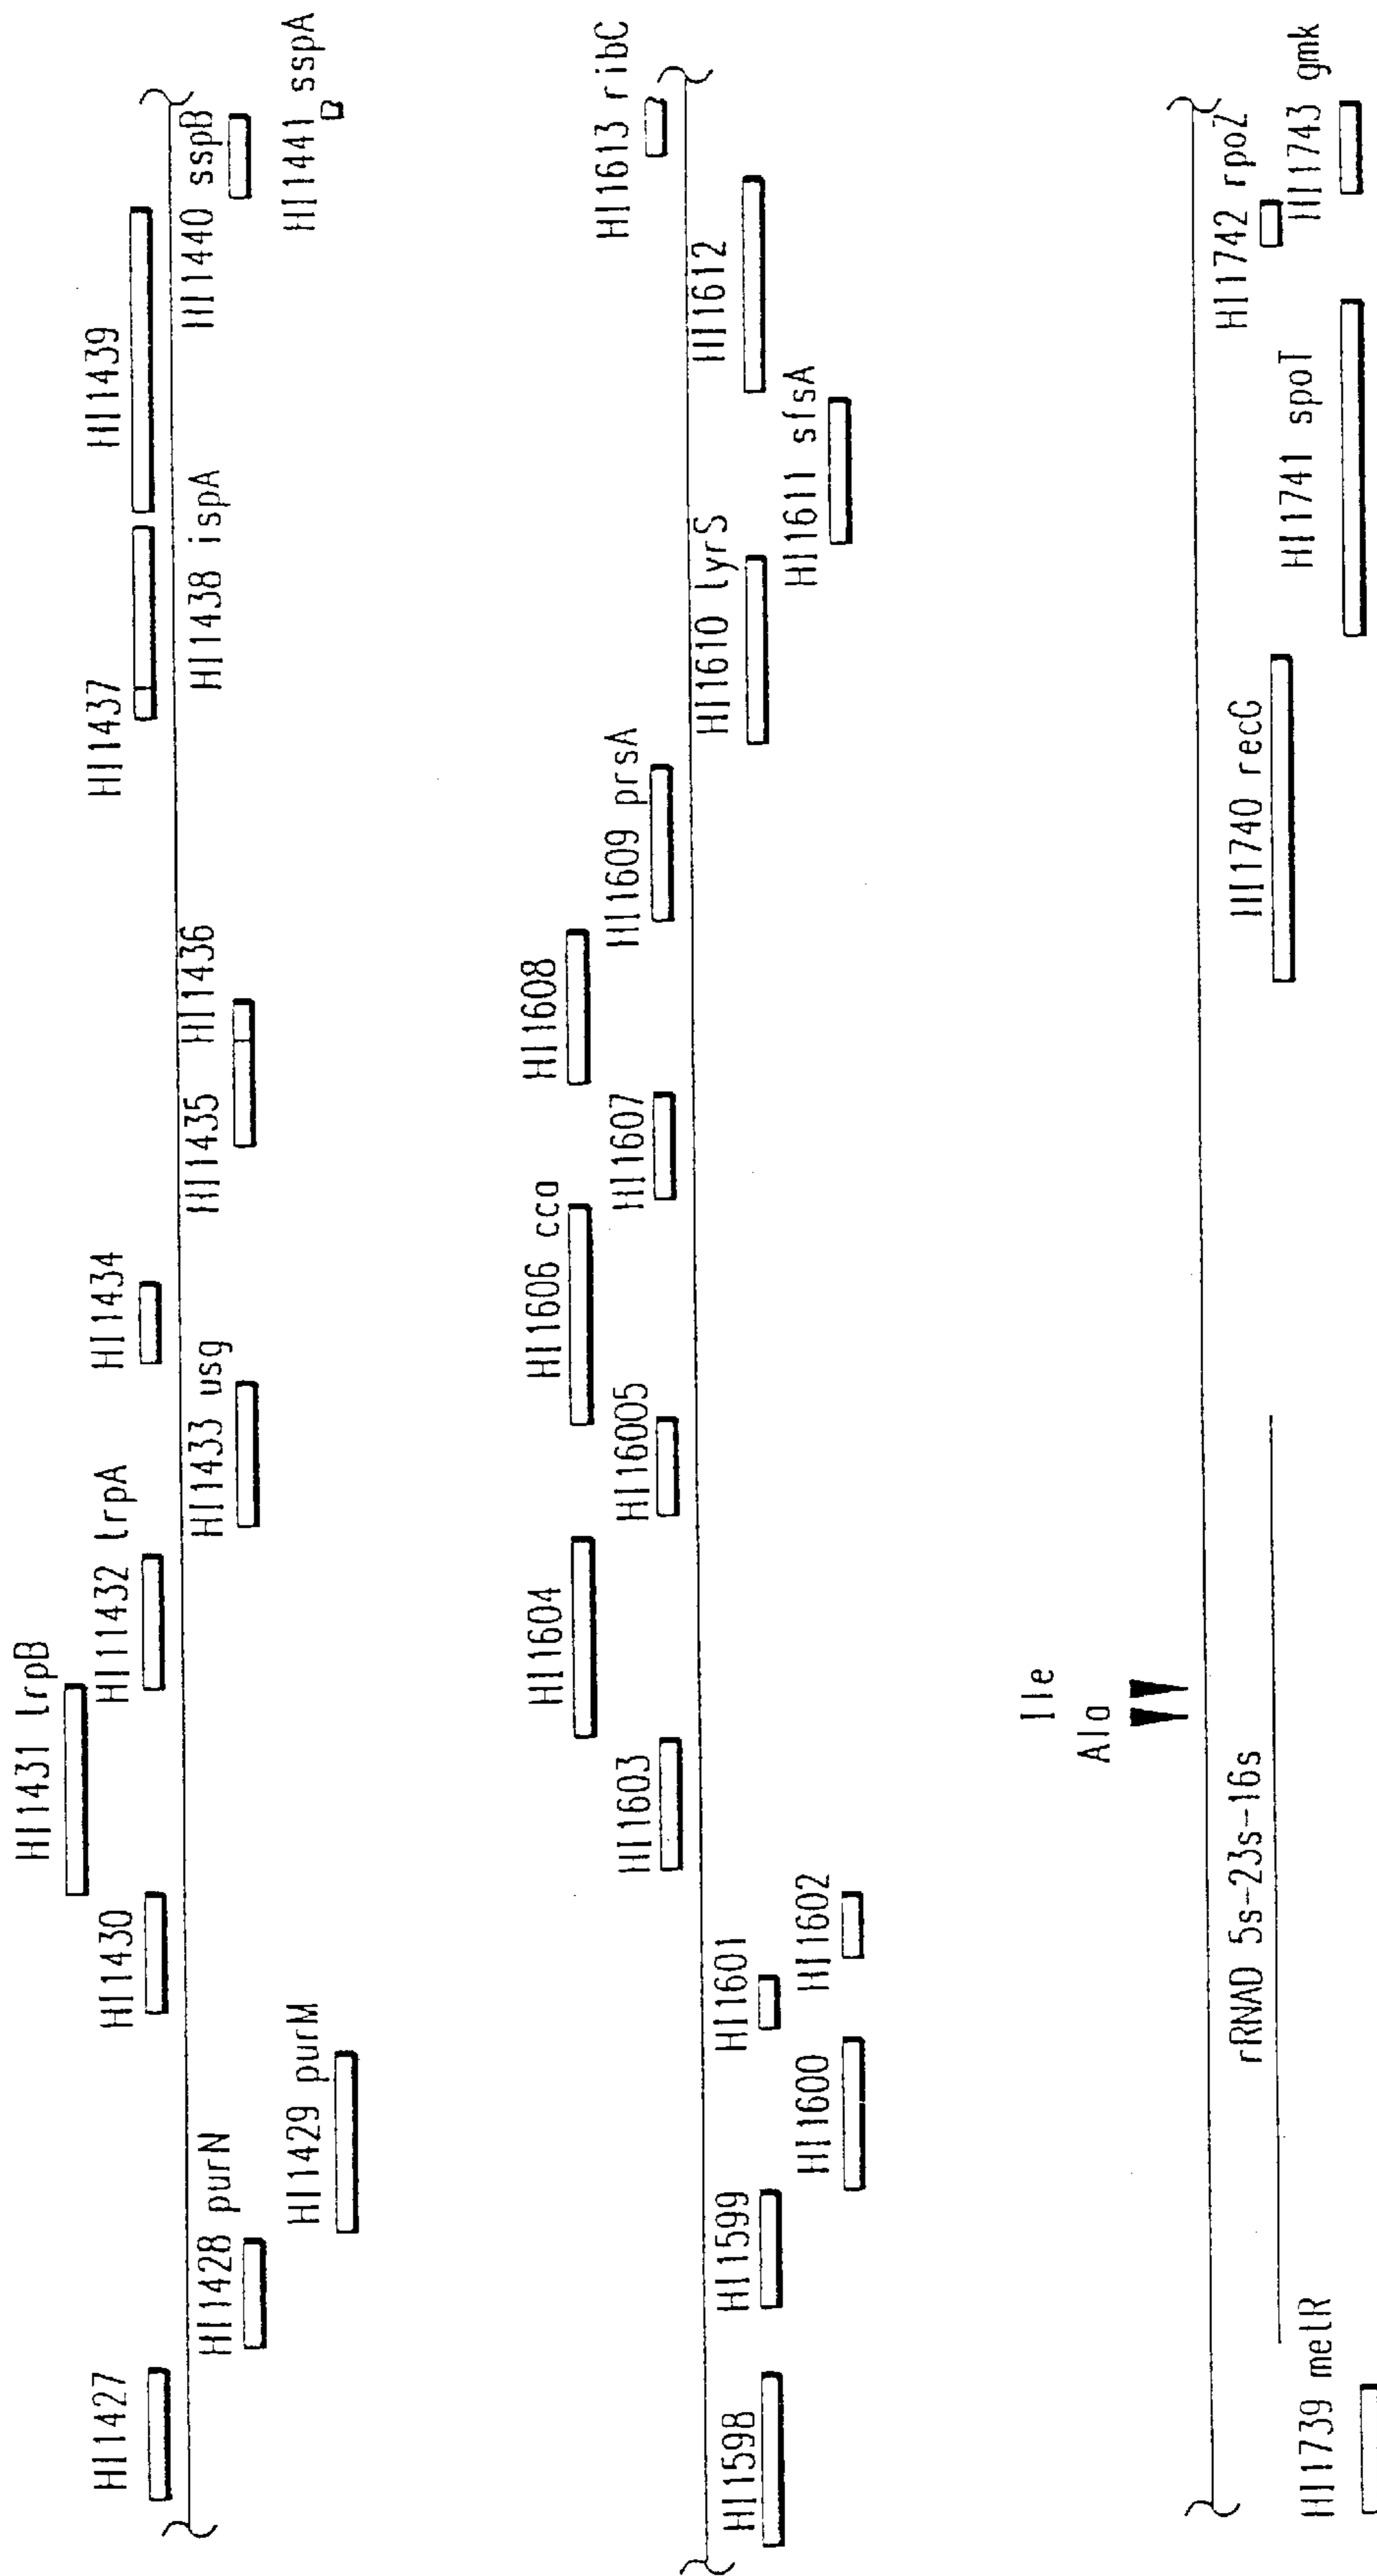 HI1427
HI1428 purN
HI1429 purM
HI1430
HI1431 trpB
HI11432 trpA
HI1433 usg
HI1434
HI1435
HI1436
HI1437
HI1438 ispA
HI1439
HI1440 sspB
HI1441 sspA
HI1598
HI1599
HI1600
HI1601
HI1602
HI1603
HI1604
HI16005
HI1606 cca
HI1607
HI1608
HI1609 prsA
HI1610 tyrS
HI1611 sfsA
HI1612
HI1613 ribC
HI1739 metR
rRNAD 5s-23s-16s
Ala
Ile
HI1740 recG
HI1741 spoT
HI1742 rpoZ
HI1743 gmk